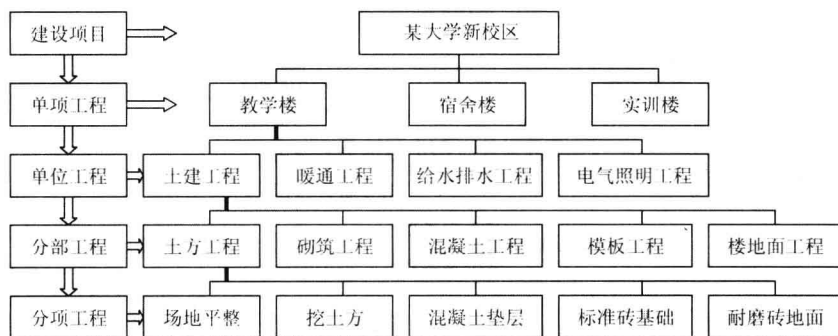 建设项目
某大学新校区
单项工程
教学楼
宿舍楼
实训楼
单位工程
土建工程
暖通工程
给水排水工程
电气照明工程
分部工程
土方工程
砌筑工程
混凝土工程
模板工程
楼地面工程
分项工程
场地平整
挖土方
混凝土垫层
标准砖基础
耐磨砖地面